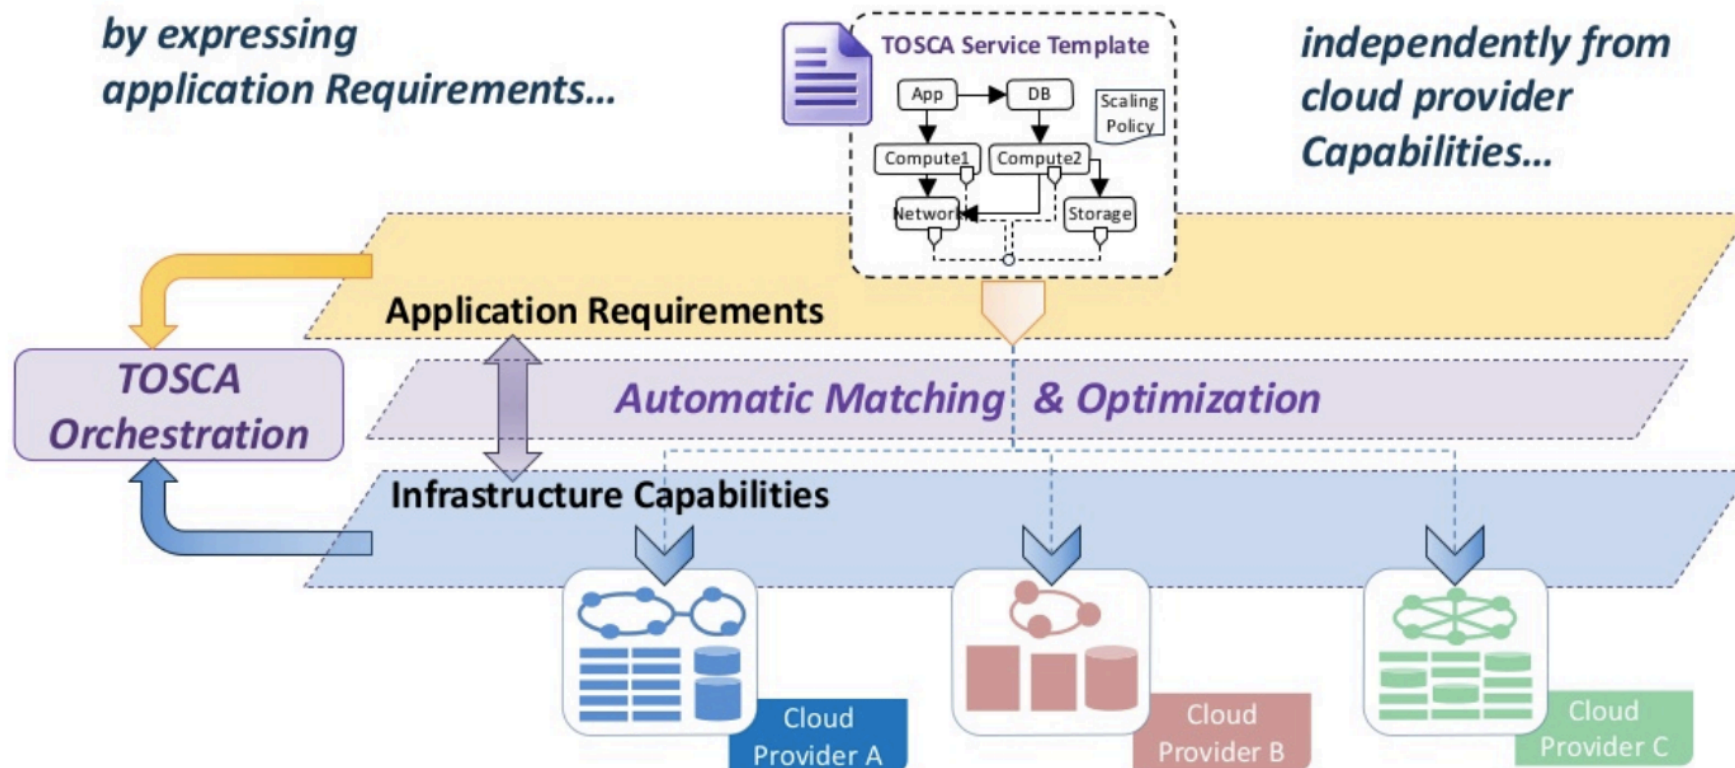 by expressing
application Requirements...
TOSCA Service Template
App
DB
Scaling
Policy
Compute1
Compute2
Network
Storage
independently from
cloud provider
Capabilities...
Application Requirements
TOSCA
Orchestration
Automatic Matching & Optimization
Infrastructure Capabilities
Cloud
Provider A
Cloud
Provider B
Cloud
Provider C